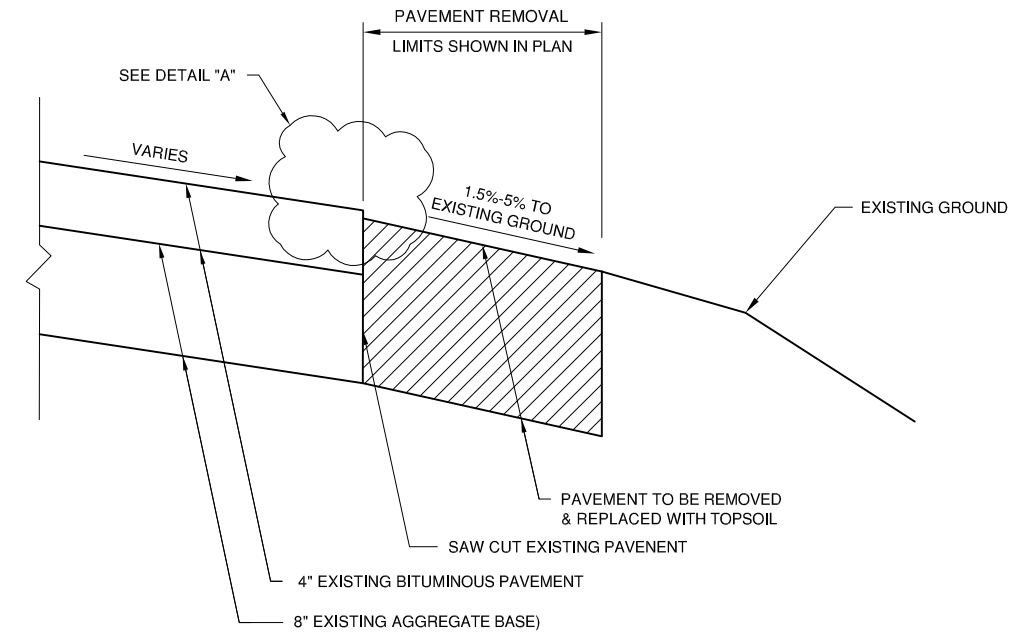 PAVEMENT REMOVAL
LIMITS SHOWN IN PLAN
SEE DETAIL "A"
VARIES
1.5%-5% TO
EXISTING GROUND
EXISTING GROUND
PAVEMENT TO BE REMOVED
& REPLACED WITH TOPSOIL
SAW CUT EXISTING PAVENENT
4" EXISTING BITUMINOUS PAVEMENT
8" EXISTING AGGREGATE BASE)